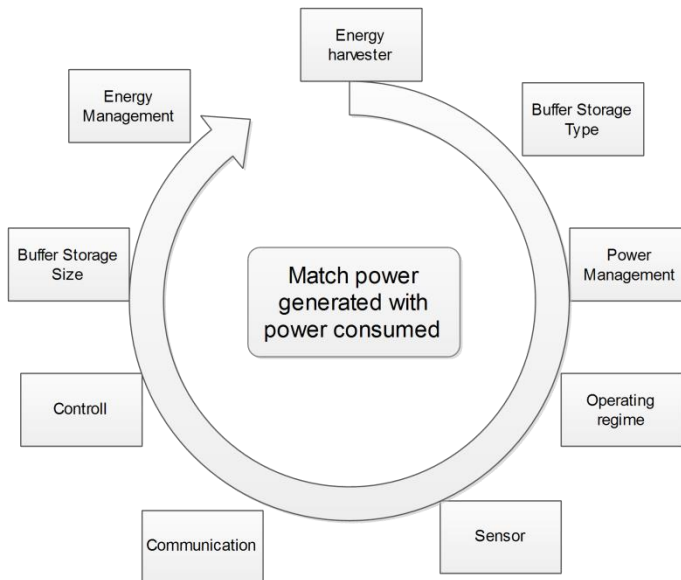 Energy
harvester
Buffer Storage
Type
Power
Management
Operating
regime
Sensor
Communication
Controll
Buffer Storage
Size
Energy
Management
Match power
generated with
power consumed